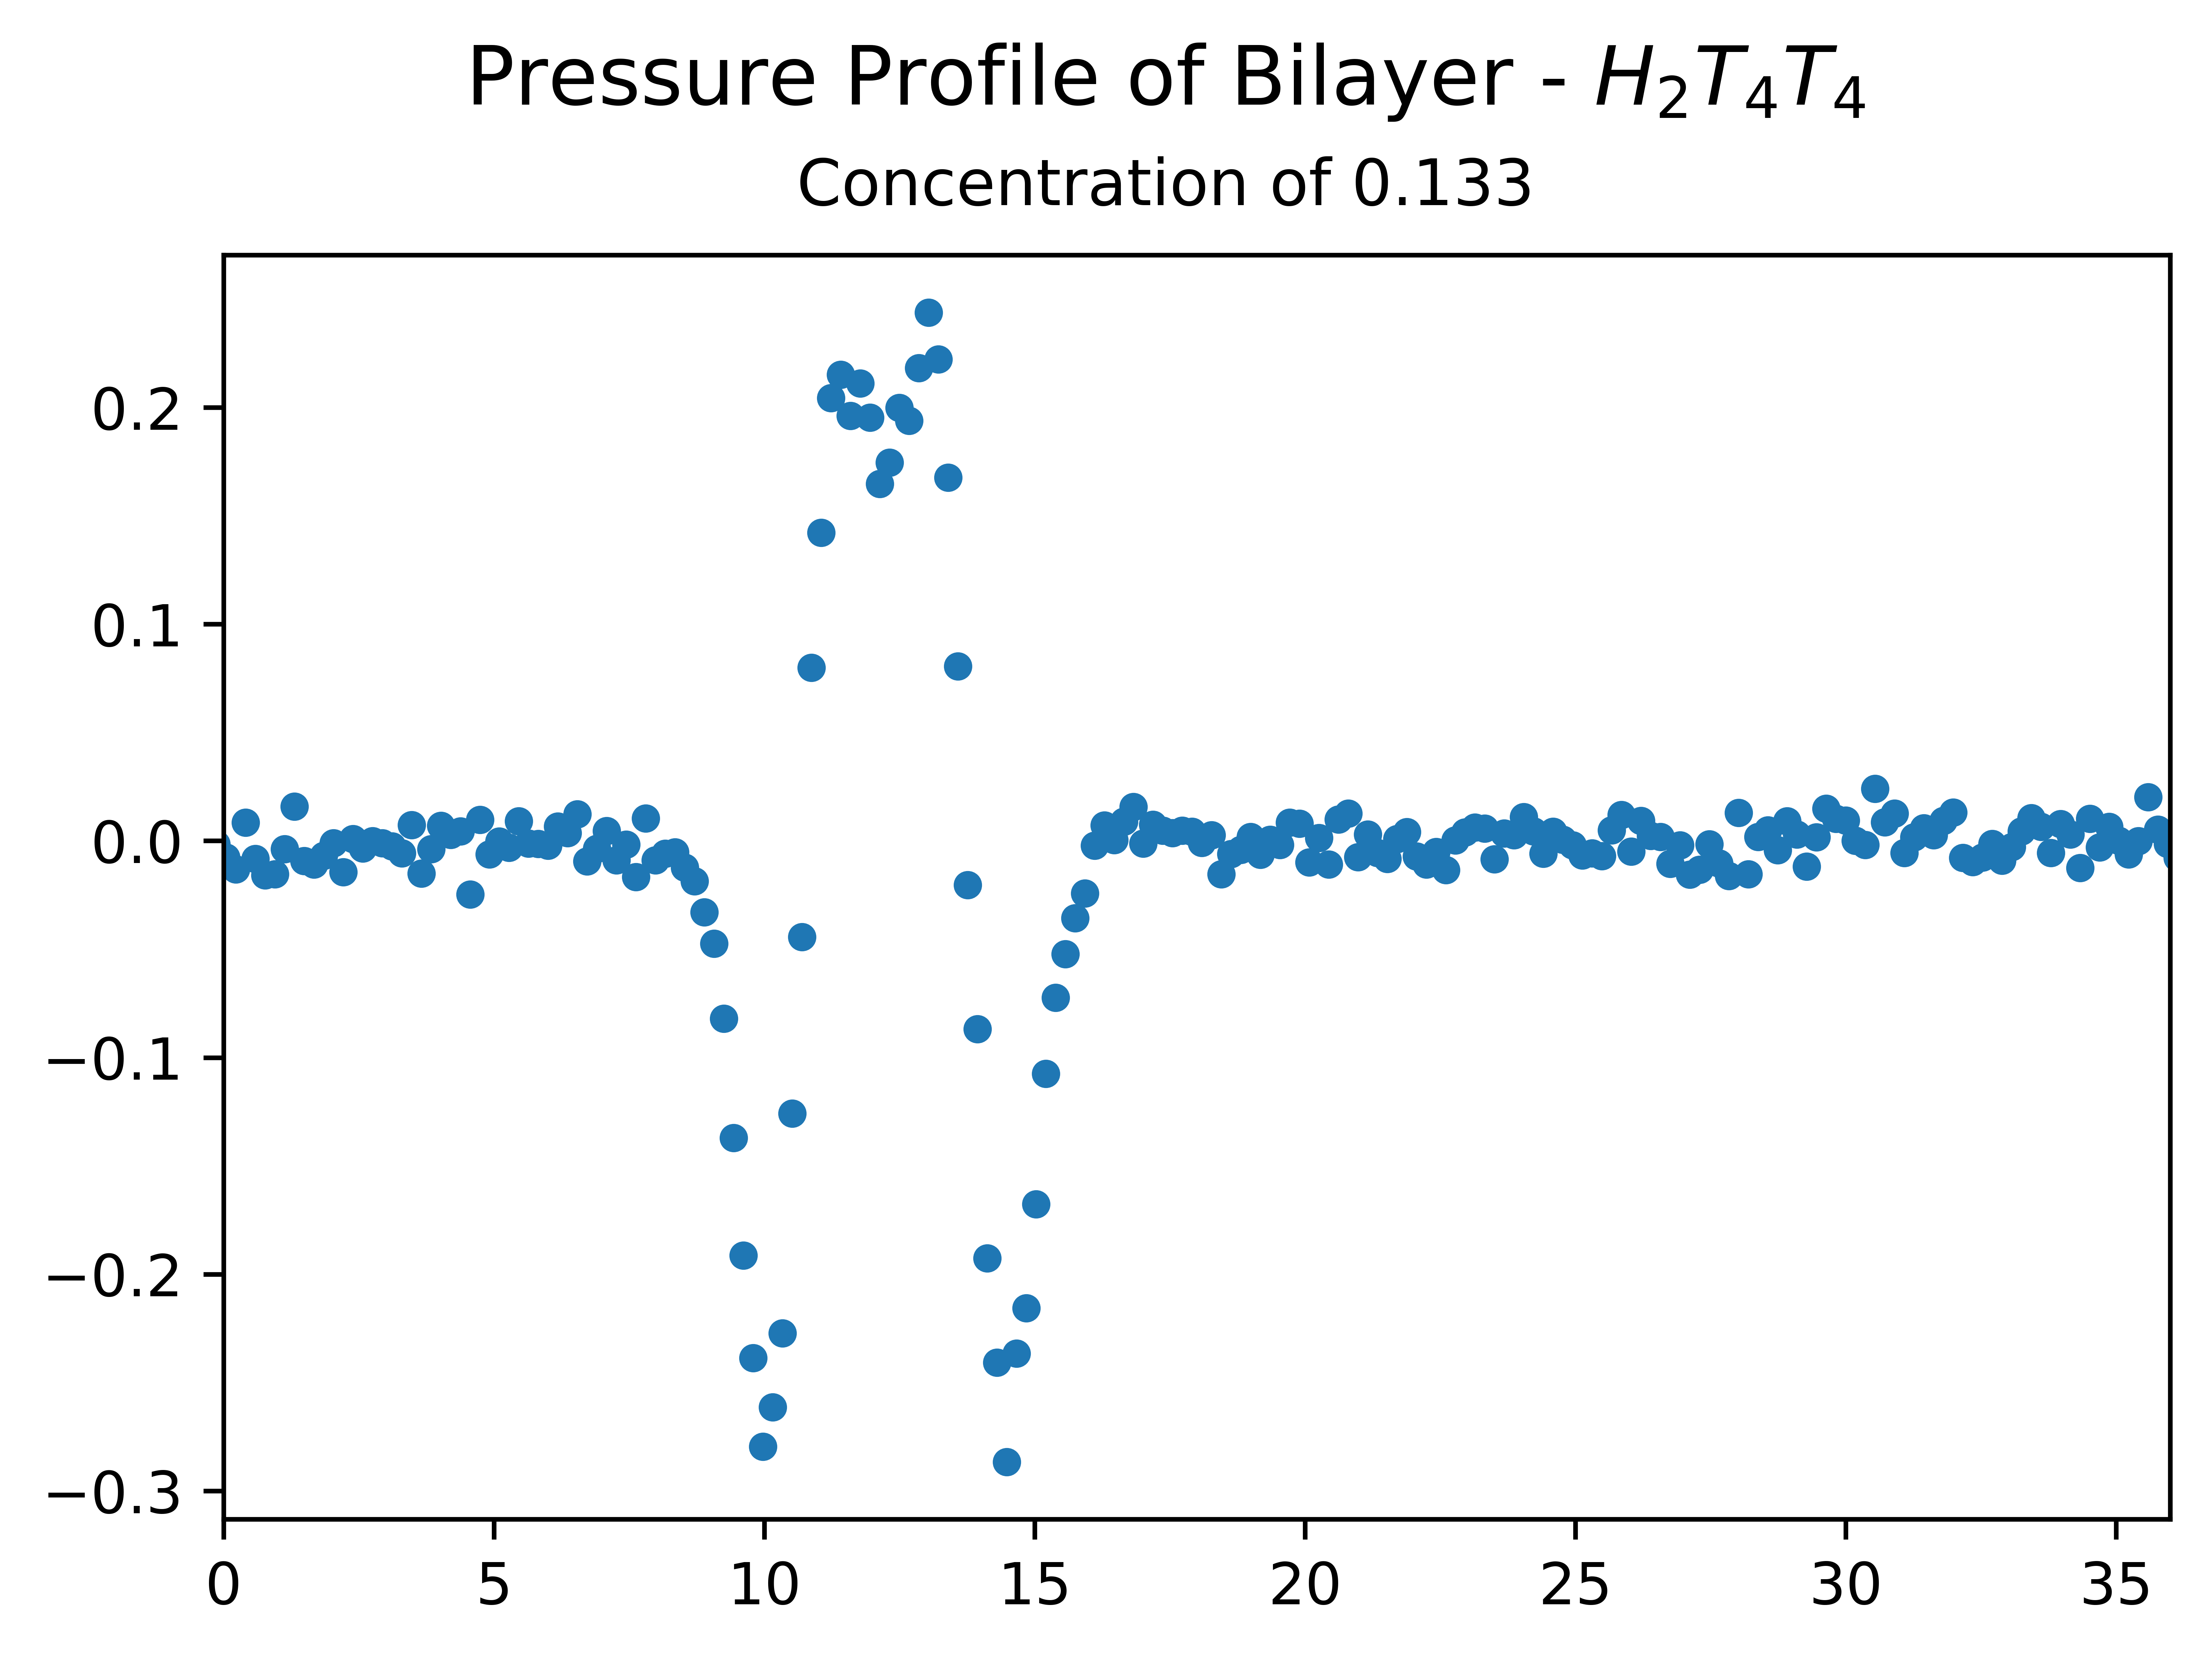 Pressure Profile of Bilayer - H₂T₄T₄
Concentration of 0.133
0.2
0.1
0.0
−0.1
−0.2
−0.3
0 5 10 15 20 25 30 35